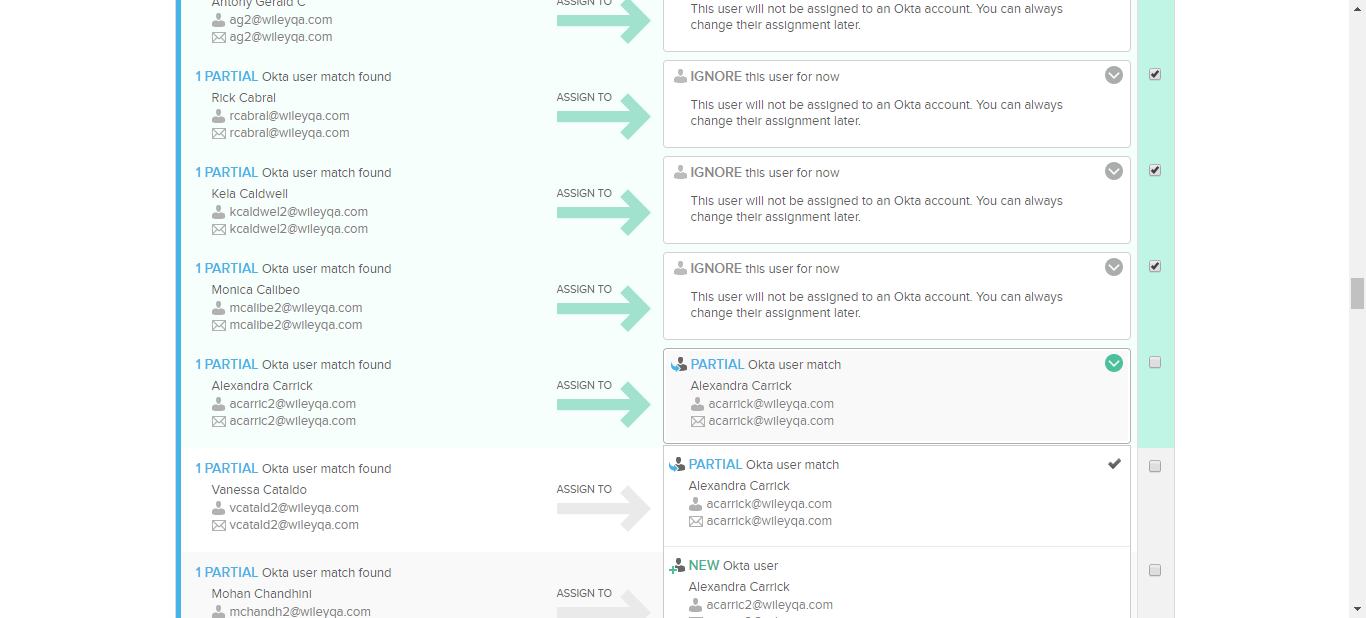 Antony Gerald C
ag2@wileyqa.com
ag2@wileyqa.com
ASSIGN TO
This user will not be assigned to an Okta account. You can always
change their assignment later.
1 PARTIAL Okta user match found
Rick Cabral
rcabral@wileyqa.com
rcabral@wileyqa.com
ASSIGN TO
IGNORE this user for now
This user will not be assigned to an Okta account. You can always
change their assignment later.
1 PARTIAL Okta user match found
Kela Caldwell
kcaldwel2@wileyqa.com
kcaldwel2@wileyqa.com
ASSIGN TO
IGNORE this user for now
This user will not be assigned to an Okta account. You can always
change their assignment later.
1 PARTIAL Okta user match found
Monica Calibeo
mcalibe2@wileyqa.com
mcalibe2@wileyqa.com
ASSIGN TO
IGNORE this user for now
This user will not be assigned to an Okta account. You can always
change their assignment later.
1 PARTIAL Okta user match found
Alexandra Carrick
acarric2@wileyqa.com
acarric2@wileyqa.com
ASSIGN TO
PARTIAL Okta user match
Alexandra Carrick
acarrick@wileyqa.com
acarrick@wileyqa.com
1 PARTIAL Okta user match found
Vanessa Cataldo
vcatald2@wileyqa.com
vcatald2@wileyqa.com
ASSIGN TO
PARTIAL Okta user match
Alexandra Carrick
acarrick@wileyqa.com
acarrick@wileyqa.com
1 PARTIAL Okta user match found
Mohan Chandhini
mchandh2@wileyqa.com
ASSIGN TO
NEW Okta user
Alexandra Carrick
acarric2@wileyqa.com